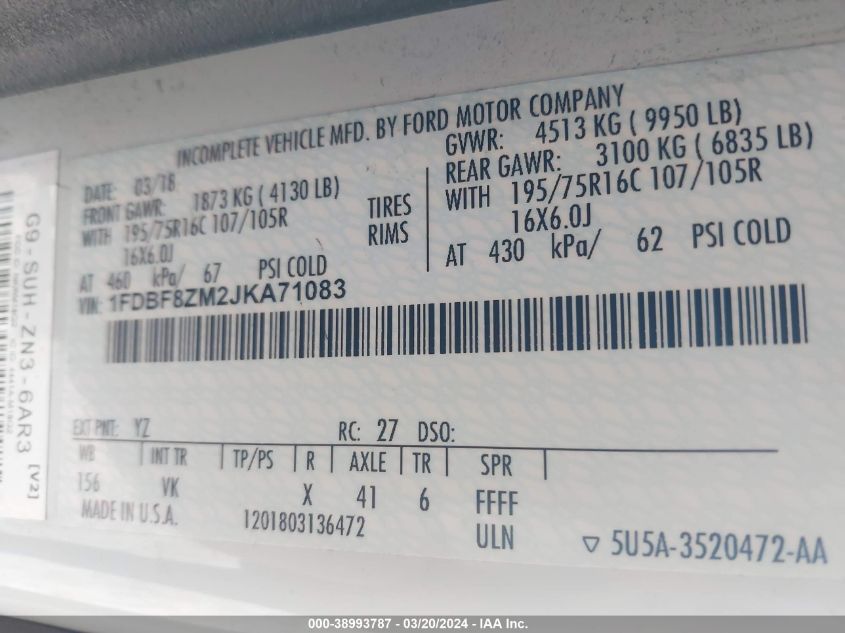 INCOMPLETE VEHICLE MFD. BY FORD MOTOR COMPANY
DATE: 03/18
GVWR: 4513 KG ( 9950 LB)
FRONT GAWR: 1873 KG ( 4130 LB)
REAR GAWR: 3100 KG ( 6835 LB)
WITH 195/75R16C 107/105R
TIRES
WITH 195/75R16C 107/105R
16X6.0J
RIMS
16X6.0J
AT 460 kPa/ 67 PSI COLD
AT 430 kPa/ 62 PSI COLD
VIN: 1FDBF8ZM2JKA71083
EXT PNT: YZ RC: 27 DSO:
WB INT TR TP/PS R AXLE TR SPR
156 VK X 41 6 FFFF
MADE IN U.S.A. 1201803136472 ULN
▽ 5U5A-3520472-AA
G9-SUH-ZN3-6AR3 [V2]
000-38993787 - 03/20/2024 - IAA Inc.